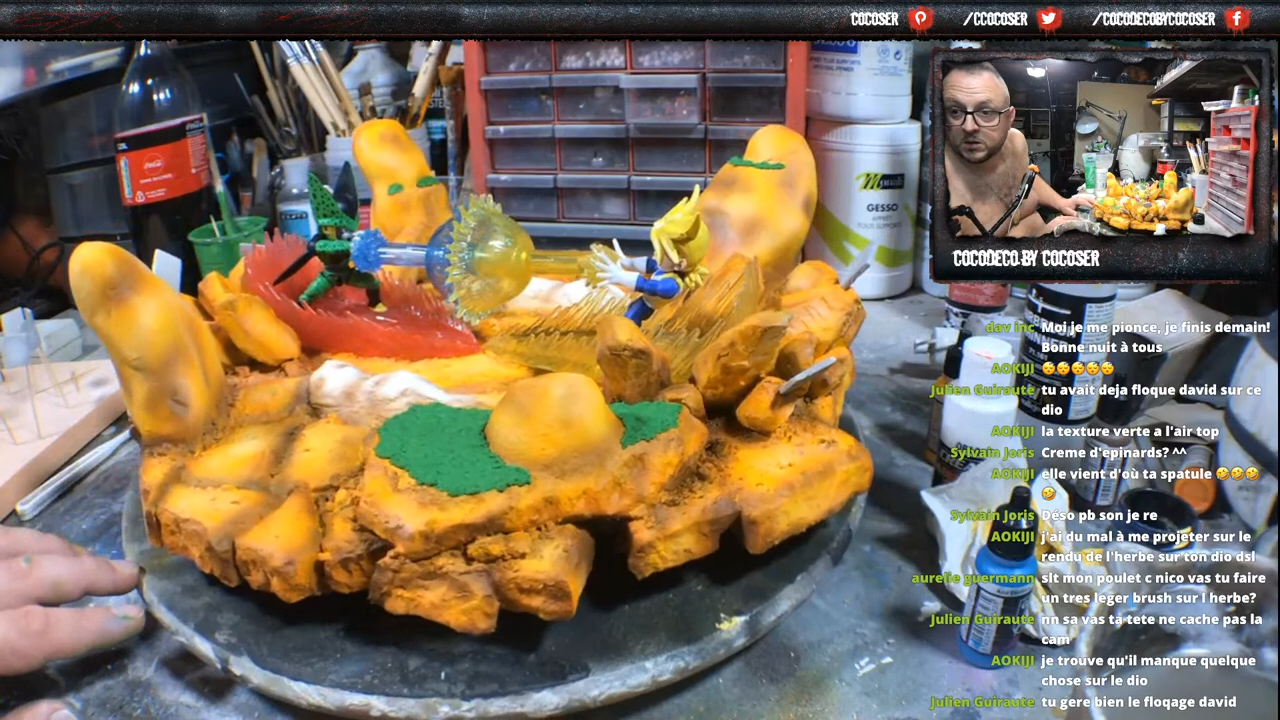 COCOSER
/CCOCOSER
/COCODECOBYCOCOSER
COCODECO BY COCOSER
Coca-Cola
GESSO
dav inc Moi je me pionce, je finis demain!
Bonne nuit à tous
AOKIJI 😴😴😴😴😴
Julien Guiraute tu avait deja floque david sur ce
dio
AOKIJI la texture verte a l'air top
Sylvain Joris Creme d'epinards? ^^
AOKIJI elle vient d'où ta spatule 🤣🤣🤣
🤣
Sylvain Joris Déso pb son je re
AOKIJI j'ai du mal à me projeter sur le
rendu de l'herbe sur ton dio dsl
aurelie guermann slt mon poulet c nico vas tu faire
un tres leger brush sur l herbe?
Julien Guiraute nn sa vas ta tete ne cache pas la
cam
AOKIJI je trouve qu'il manque quelque
chose sur le dio
Julien Guiraute tu gere bien le floqage david